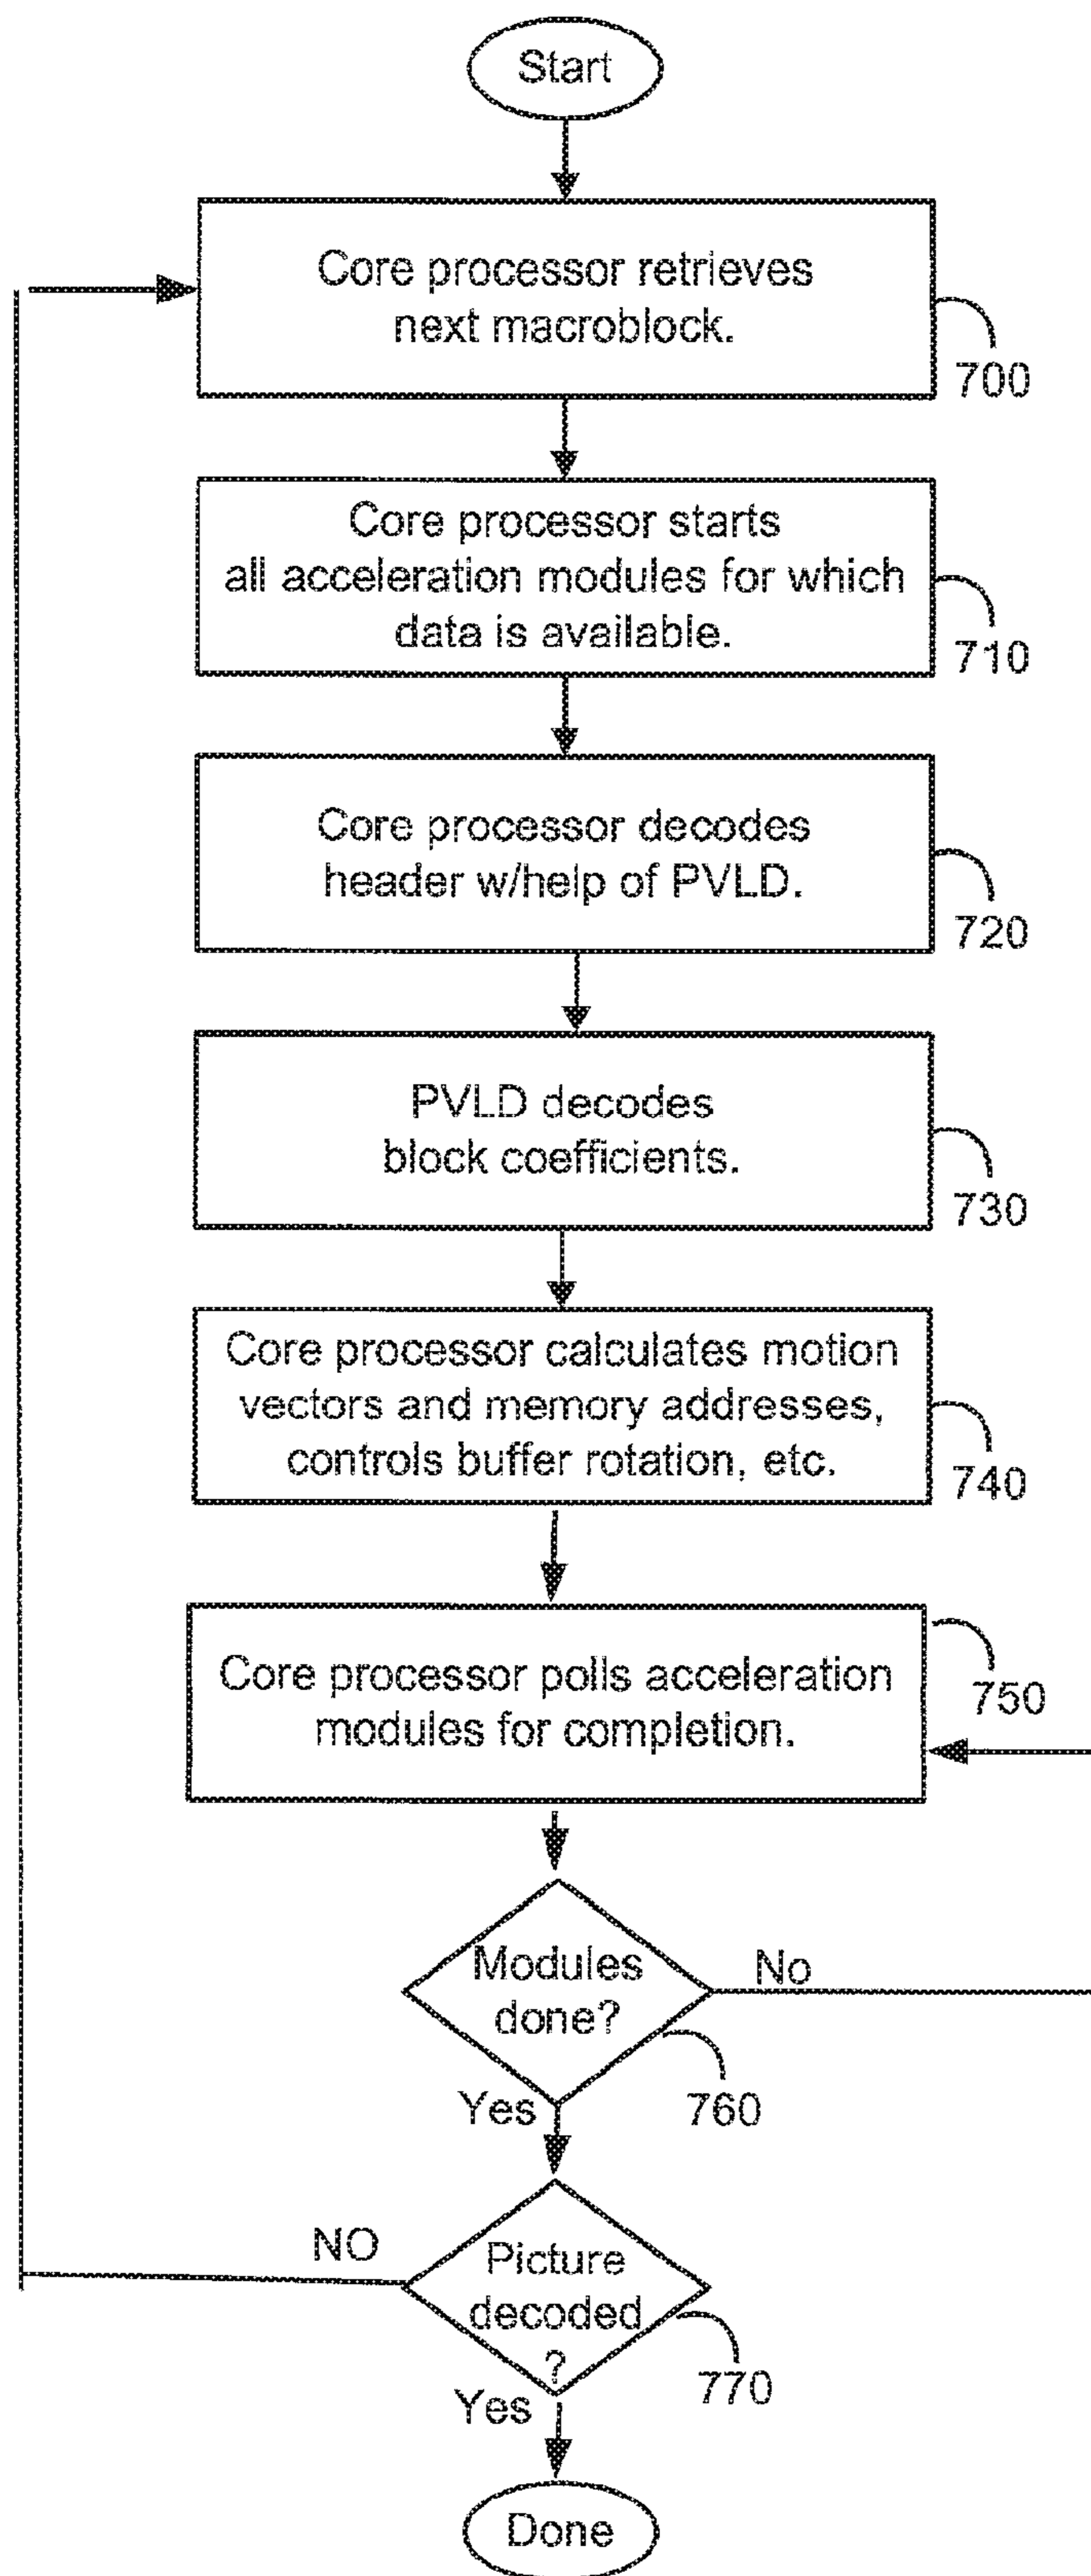 Start
Core processor retrieves
next macroblock.
700
Core processor starts
all acceleration modules for which
data is available.
710
Core processor decodes
header w/help of PVLD.
720
PVLD decodes
block coefficients.
730
Core processor calculates motion
vectors and memory addresses,
controls buffer rotation, etc.
740
Core processor polls acceleration
modules for completion.
750
Modules
done?
No
760
Yes
NO
Picture
decoded
?
770
Yes
Done